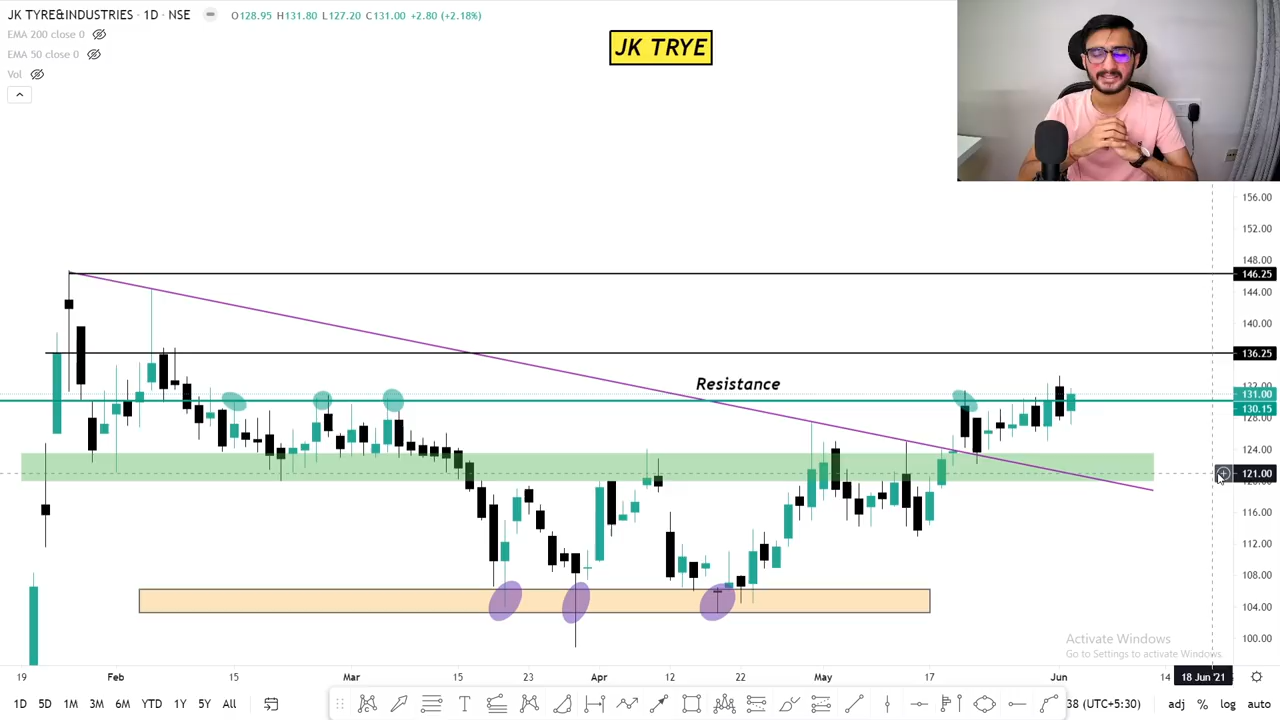 JK TYRE&INDUSTRIES · 1D · NSE O128.95 H131.80 L127.20 C131.00 +2.80 (+2.18%)
EMA 200 close 0
EMA 50 close 0
Vol
JK TRYE
156.00
152.00
148.00
146.25
144.00
140.00
136.25
Resistance
132.00
131.00
130.15
128.00
124.00
121.00
116.00
112.00
108.00
104.00
100.00
Activate Windows
Go to Settings to activate Windows.
19 Feb 15 Mar 15 23 Apr 12 22 May 17 Jun 14 18 Jun '21
1D 5D 1M 3M 6M YTD 1Y 5Y All 38 (UTC+5:30) adj % log auto